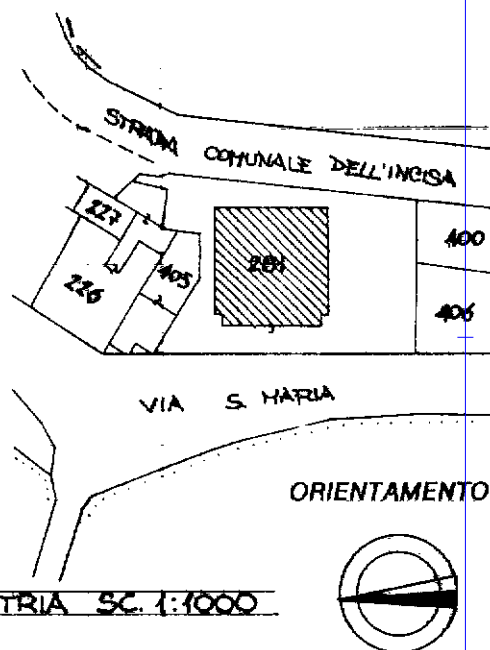 STRADA COMUNALE DELL'INCISA
227
405
281
400
226
406
VIA S. MARIA
ORIENTAMENTO
TRIA SC. 1:1000